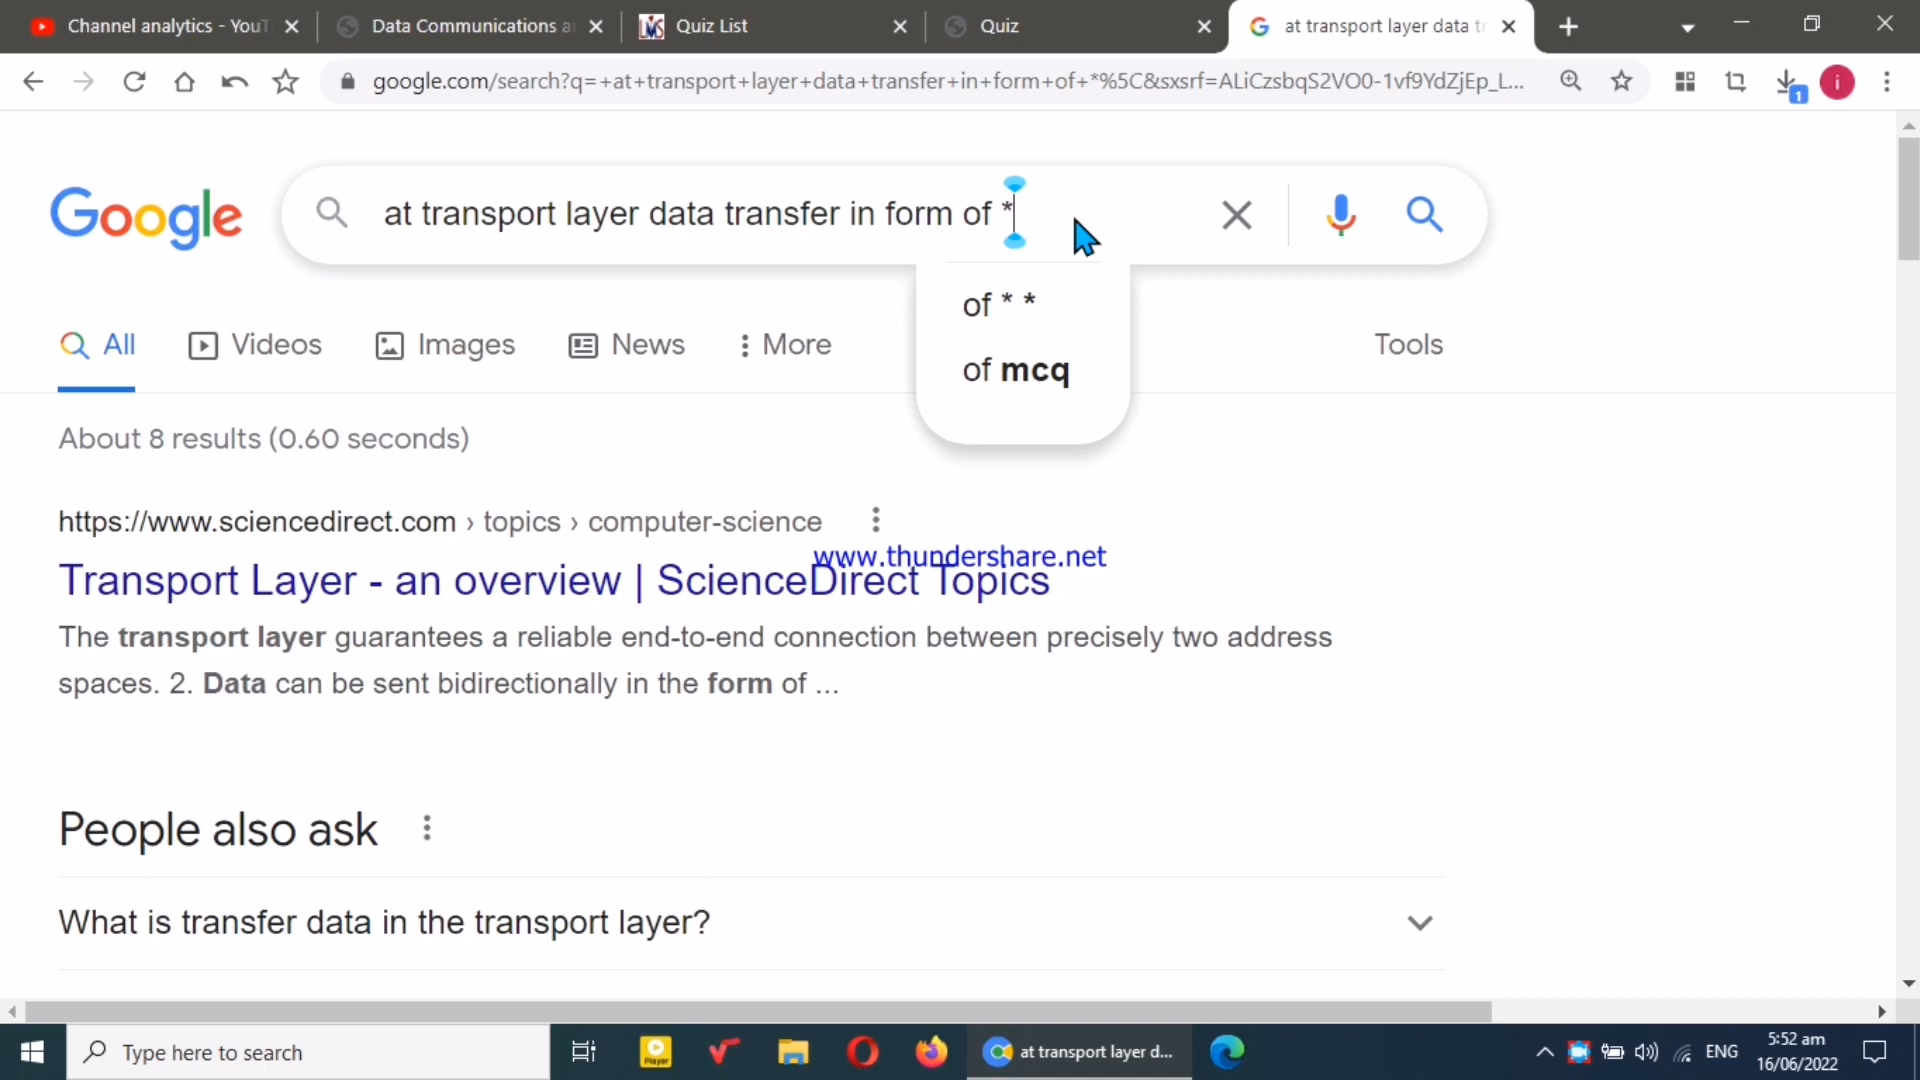 Channel analytics - YouT
Data Communications a
Quiz List
Quiz
at transport layer data tr
google.com/search?q=+at+transport+layer+data+transfer+in+form+of+*%5C&sxsrf=ALiCzsbqS2VO0-1vf9YdZjEp_L...
1
i
Google
at transport layer data transfer in form of *
of * *
of mcq
All
Videos
Images
News
More
Tools
About 8 results (0.60 seconds)
https://www.sciencedirect.com › topics › computer-science
www.thundershare.net
Transport Layer - an overview | ScienceDirect Topics
The transport layer guarantees a reliable end-to-end connection between precisely two address
spaces. 2. Data can be sent bidirectionally in the form of ...
People also ask
What is transfer data in the transport layer?
Type here to search
Player
at transport layer d...
ENG
5:52 am
16/06/2022